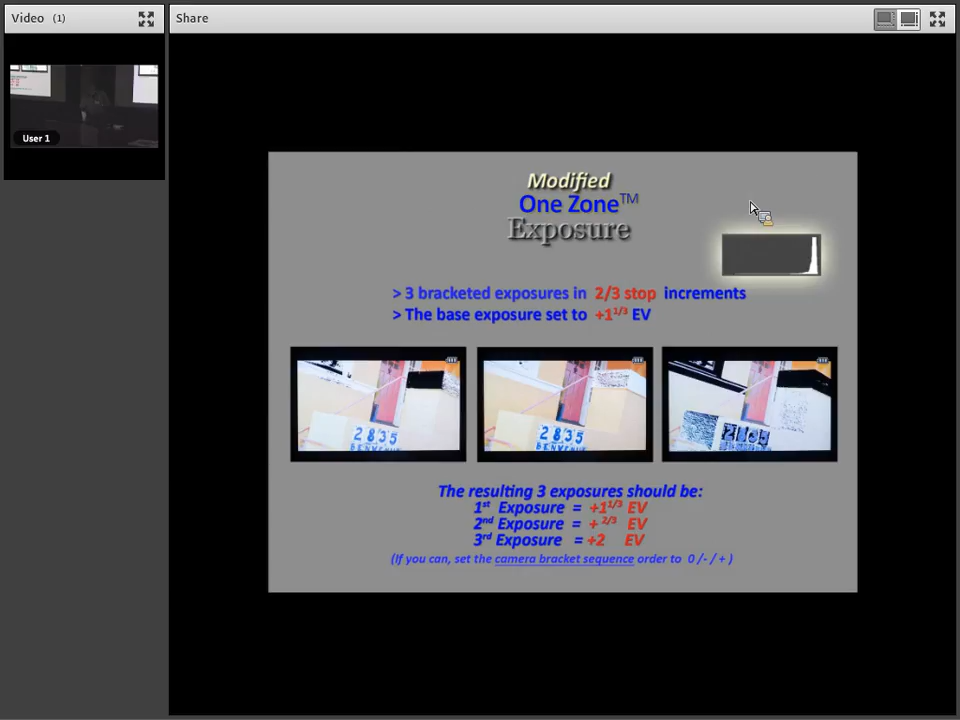 Video (1)
Share
User 1
Modified
One Zone™
Exposure
> 3 bracketed exposures in 2/3 stop increments
> The base exposure set to +1 1/3 EV
2835
BENVENUE
2835
BENVENUE
2835
The resulting 3 exposures should be:
1st Exposure = +1 1/3 EV
2nd Exposure = + 2/3 EV
3rd Exposure = +2 EV
(If you can, set the camera bracket sequence order to 0 /- / + )